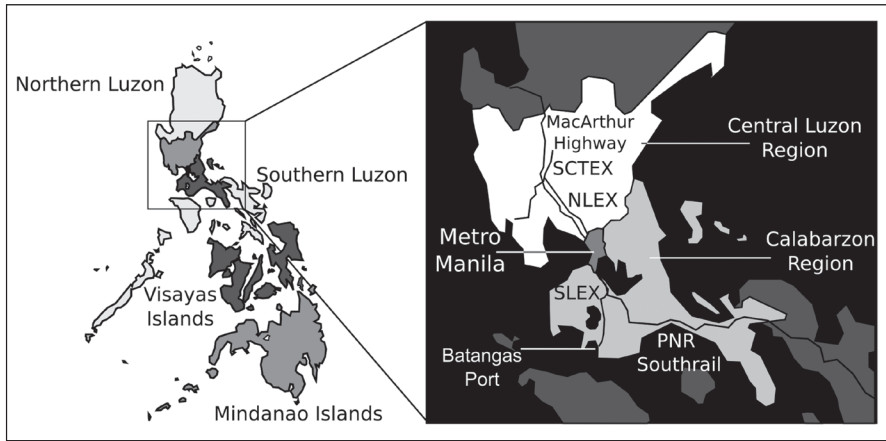 Northern Luzon
Southern Luzon
Visayas
Islands
Mindanao Islands
MacArthur
Highway
SCTEX
NLEX
Central Luzon
Region
Metro
Manila
Calabarzon
Region
SLEX
Batangas
Port
PNR
Southrail